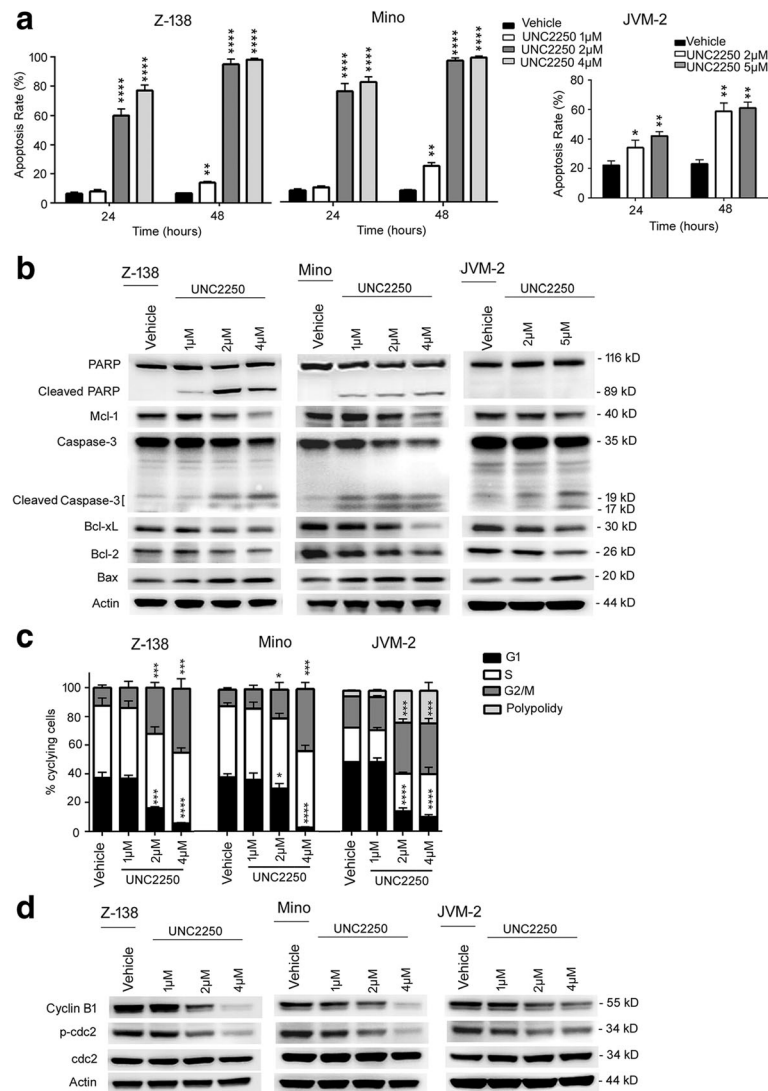 a
Z-138
Mino
JVM-2
Vehicle
UNC2250 1µM
UNC2250 2µM
UNC2250 4µM
Vehicle
UNC2250 2µM
UNC2250 5µM
Apoptosis Rate (%)
100
80
60
40
20
0
**** **** ** **** ****
24 48
Time (hours)
**** **** ** **** ****
24 48
Time (hours)
Apoptosis Rate (%)
80
60
40
20
0
* ** ** **
24 48
Time (hours)
b
Z-138
Mino
JVM-2
UNC2250
UNC2250
UNC2250
Vehicle 1µM 2µM 4µM
Vehicle 1µM 2µM 4µM
Vehicle 2µM 5µM
PARP - 116 kD
Cleaved PARP - 89 kD
Mcl-1 - 40 kD
Caspase-3 - 35 kD
Cleaved Caspase-3[ - 19 kD
- 17 kD
Bcl-xL - 30 kD
Bcl-2 - 26 kD
Bax - 20 kD
Actin - 44 kD
c
Z-138
Mino
JVM-2
G1
S
G2/M
Polypolidy
% cyclying cells
100
80
60
40
20
0
*** *** *** ****
* *** * ****
*** *** **** ****
Vehicle 1µM 2µM 4µM
UNC2250
Vehicle 1µM 2µM 4µM
UNC2250
Vehicle 1µM 2µM 4µM
UNC2250
d
Z-138
Mino
JVM-2
UNC2250
UNC2250
UNC2250
Vehicle 1µM 2µM 4µM
Vehicle 1µM 2µM 4µM
Vehicle 1µM 2µM 4µM
Cyclin B1 - 55 kD
p-cdc2 - 34 kD
cdc2 - 34 kD
Actin - 44 kD